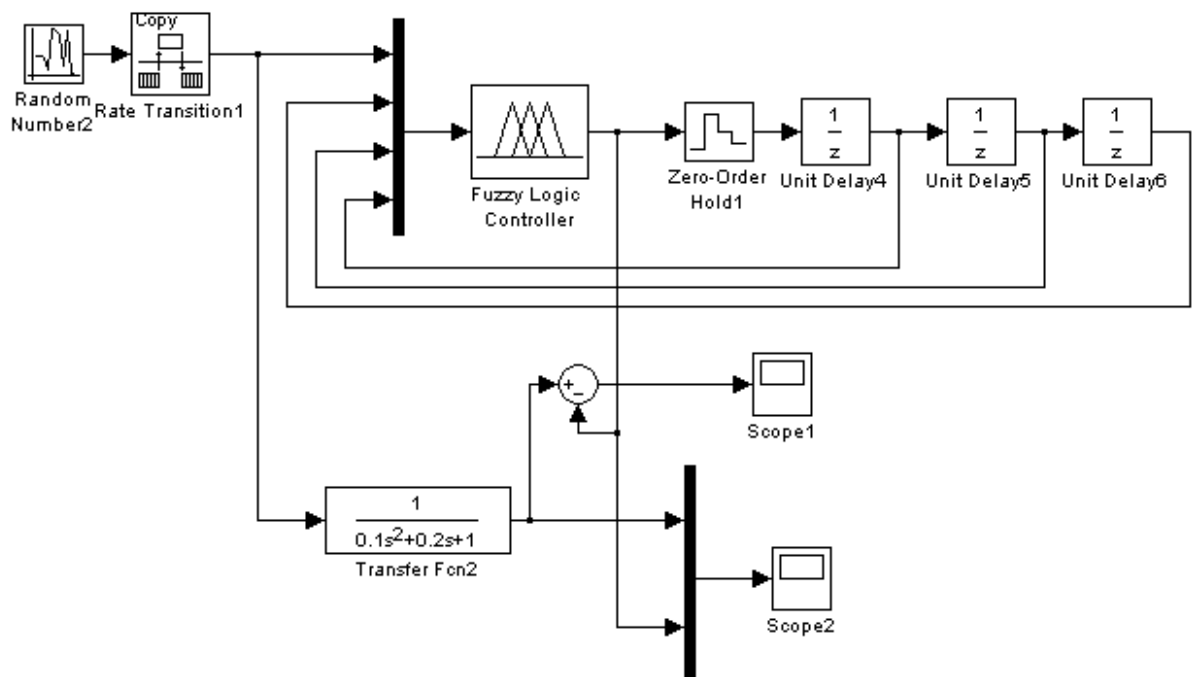 Copy
Random
Number2
Rate Transition1
Fuzzy Logic
Controller
Zero-Order
Hold1
1
z
Unit Delay4
1
z
Unit Delay5
1
z
Unit Delay6
+
−
Scope1
1
0.1s²+0.2s+1
Transfer Fcn2
Scope2